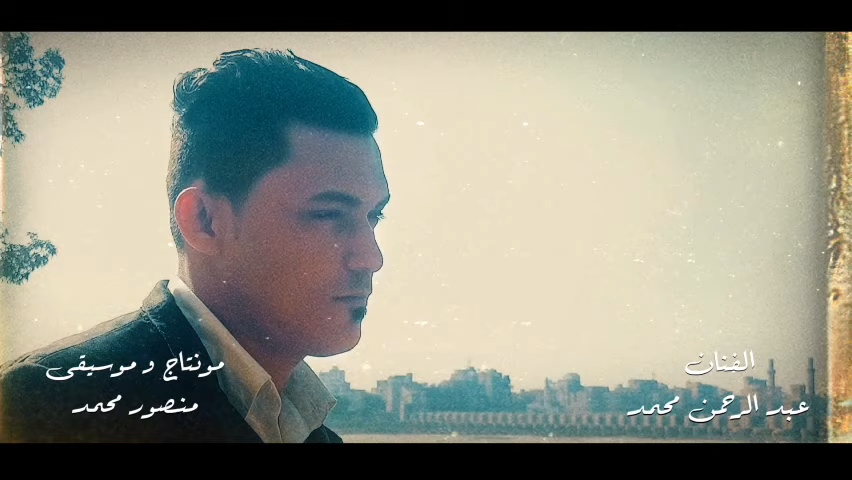 الفنان
عبد الرحمن محمد
مونتاج و موسيقى
منصور محمد